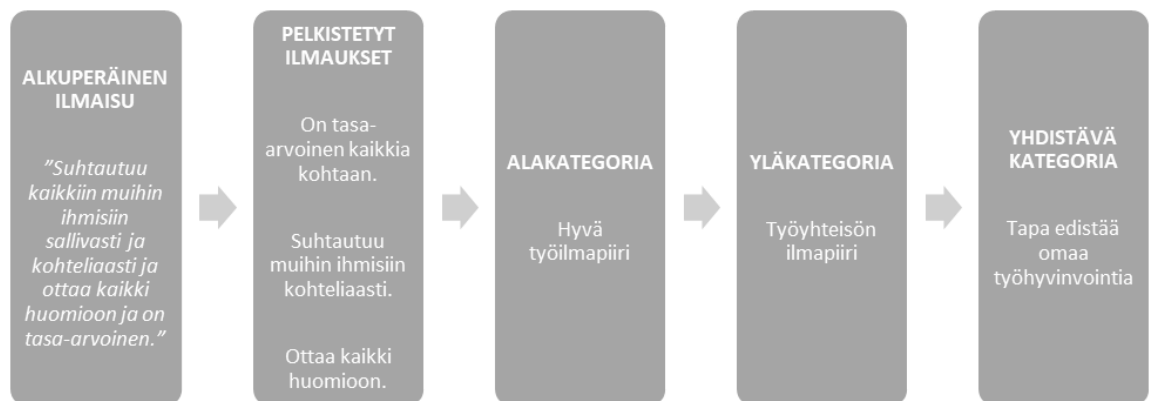 ALKUPERÄINEN
ILMAISU
”Suhtautuu
kaikkiin muihin
ihmisiin
sallivasti ja
kohteliaasti ja
ottaa kaikki
huomioon ja on
tasa-arvoinen.”
PELKISTETYT
ILMAUKSET
On tasa-
arvoinen kaikkia
kohtaan.
Suhtautuu
muihin ihmisiin
kohteliaasti.
Ottaa kaikki
huomioon.
ALAKATEGORIA
Hyvä
työilmapiiri
YLÄKATEGORIA
Työyhteisön
ilmapiiri
YHDISTÄVÄ
KATEGORIA
Tapa edistää
omaa
työhyvinvointia